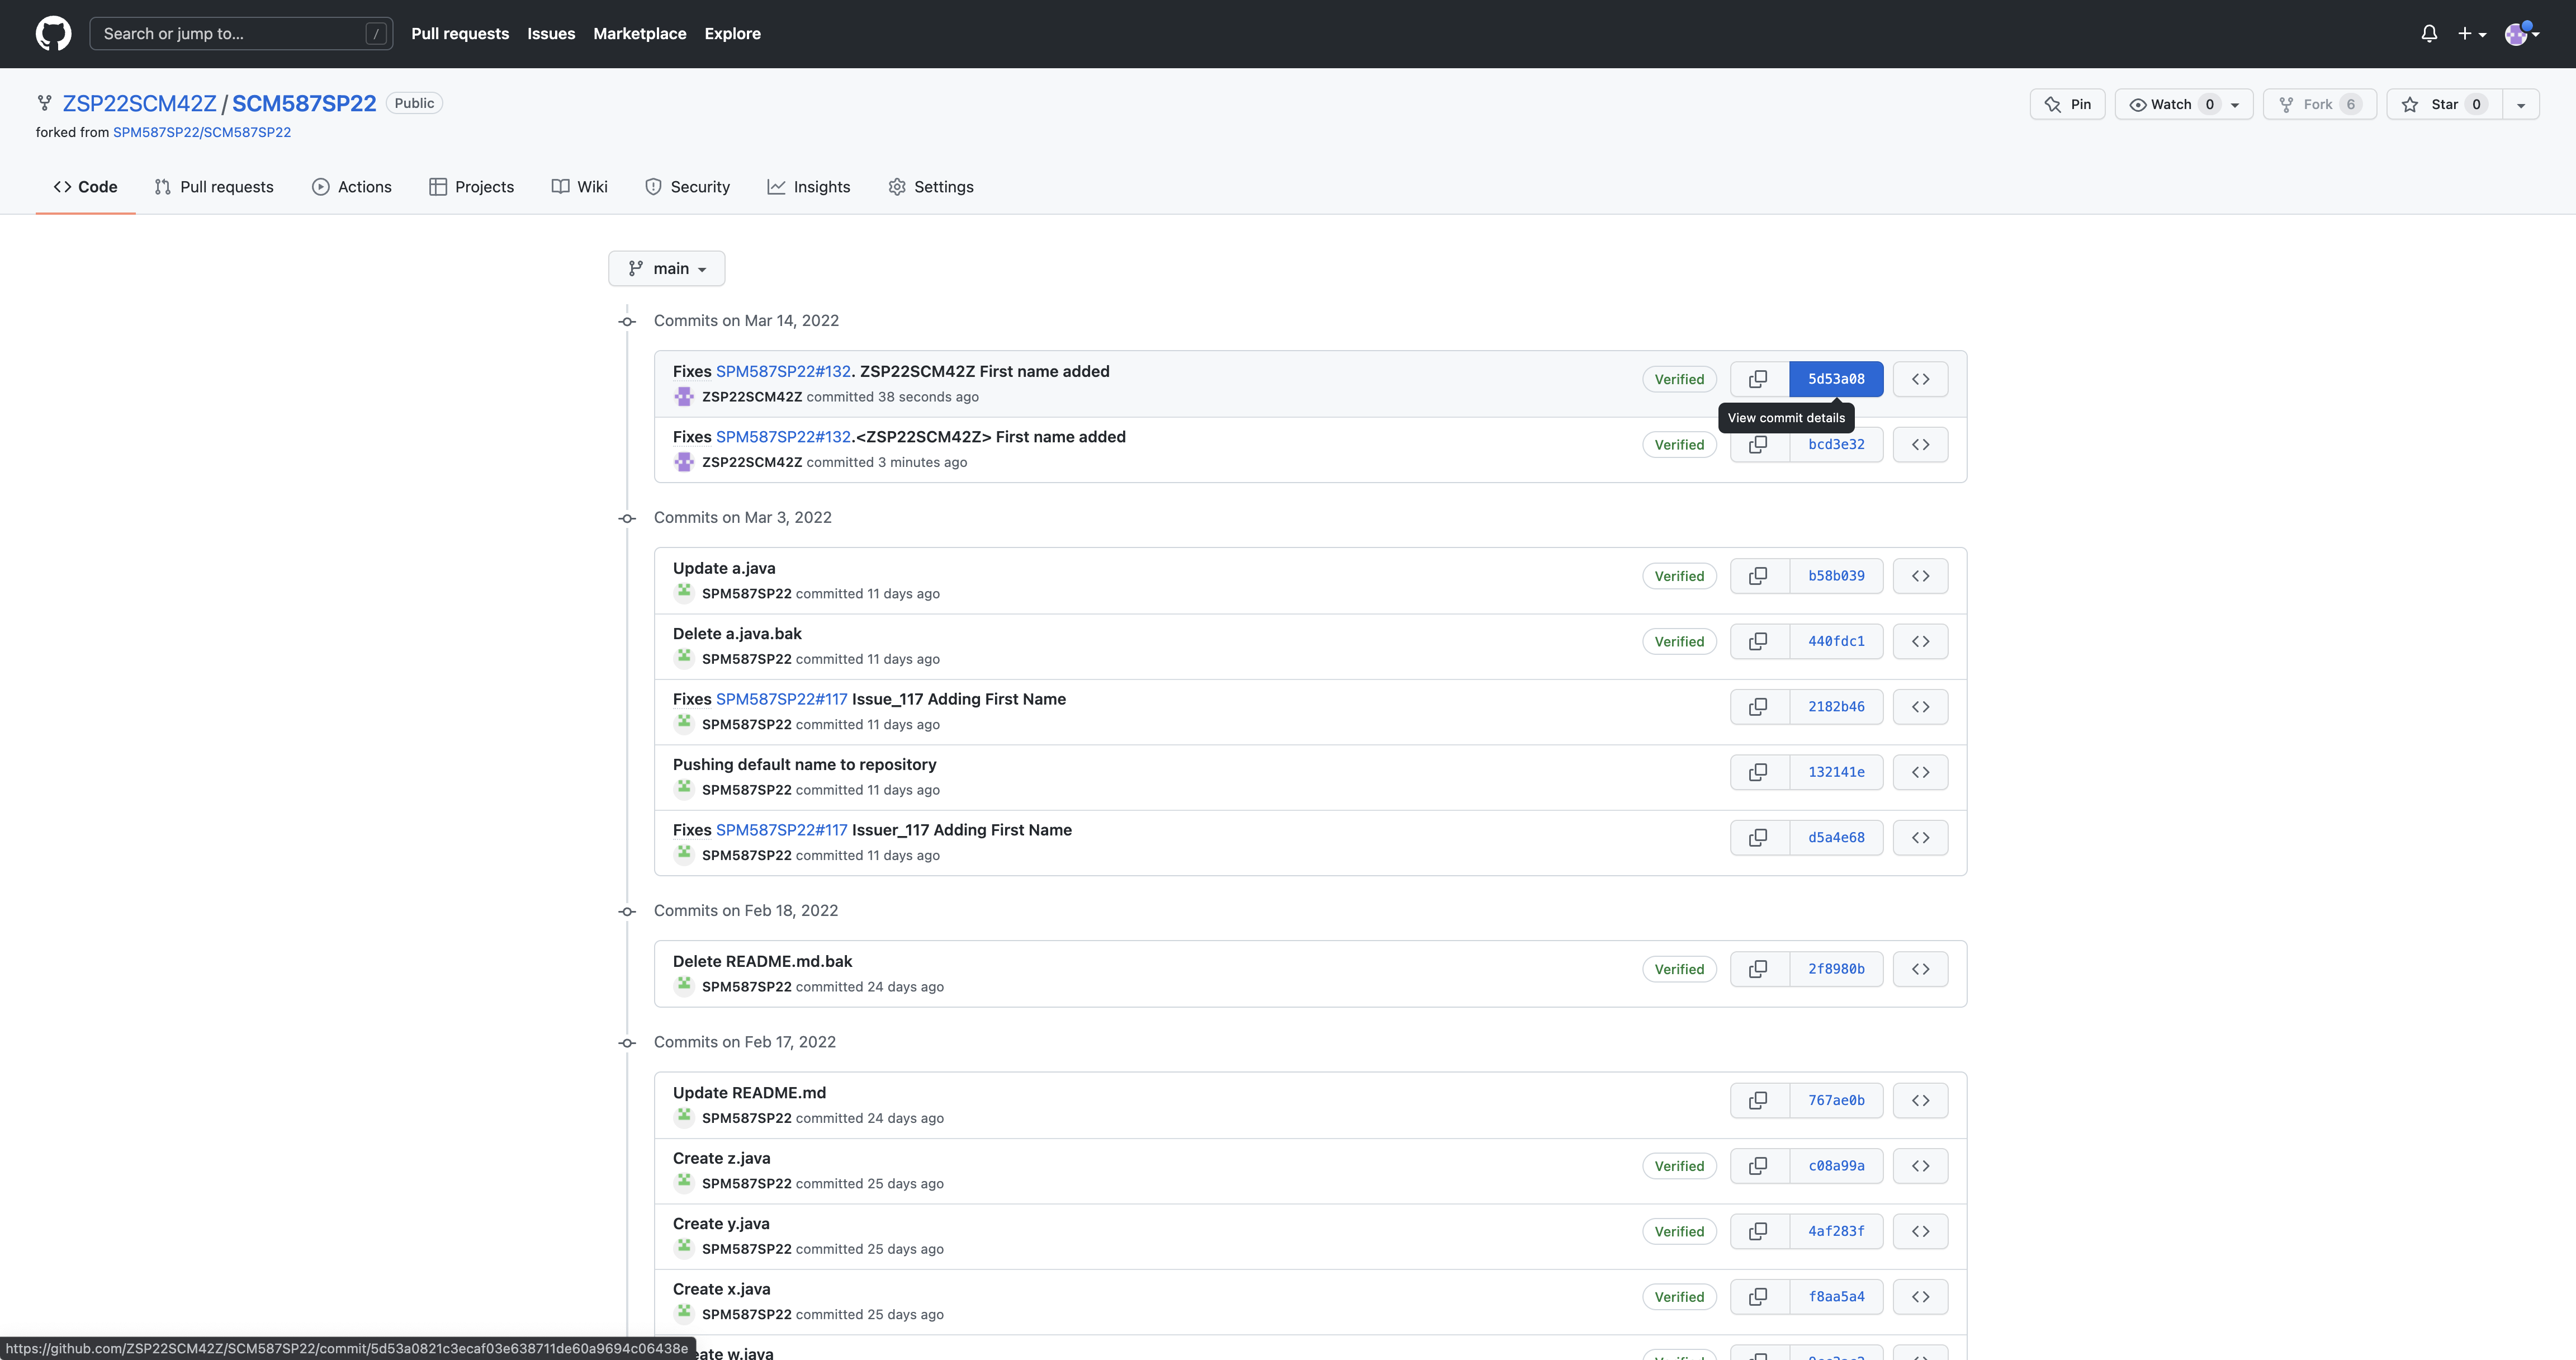 Search or jump to... / Pull requests Issues Marketplace Explore
ZSP22SCM42Z / SCM587SP22 Public
Pin Watch 0 Fork 6 Star 0
forked from SPM587SP22/SCM587SP22
Code Pull requests Actions Projects Wiki Security Insights Settings
main
Commits on Mar 14, 2022
Fixes SPM587SP22#132. ZSP22SCM42Z First name added
Verified 5d53a08
ZSP22SCM42Z committed 38 seconds ago
View commit details
Fixes SPM587SP22#132.<ZSP22SCM42Z> First name added
Verified bcd3e32
ZSP22SCM42Z committed 3 minutes ago
Commits on Mar 3, 2022
Update a.java
Verified b58b039
SPM587SP22 committed 11 days ago
Delete a.java.bak
Verified 440fdc1
SPM587SP22 committed 11 days ago
Fixes SPM587SP22#117 Issue_117 Adding First Name
2182b46
SPM587SP22 committed 11 days ago
Pushing default name to repository
132141e
SPM587SP22 committed 11 days ago
Fixes SPM587SP22#117 Issuer_117 Adding First Name
d5a4e68
SPM587SP22 committed 11 days ago
Commits on Feb 18, 2022
Delete README.md.bak
Verified 2f8980b
SPM587SP22 committed 24 days ago
Commits on Feb 17, 2022
Update README.md
767ae0b
SPM587SP22 committed 24 days ago
Create z.java
Verified c08a99a
SPM587SP22 committed 25 days ago
Create y.java
Verified 4af283f
SPM587SP22 committed 25 days ago
Create x.java
Verified f8aa5a4
SPM587SP22 committed 25 days ago
https://github.com/ZSP22SCM42Z/SCM587SP22/commit/5d53a0821c3ecaf03e638711de60a9694c06438e
eate w.java